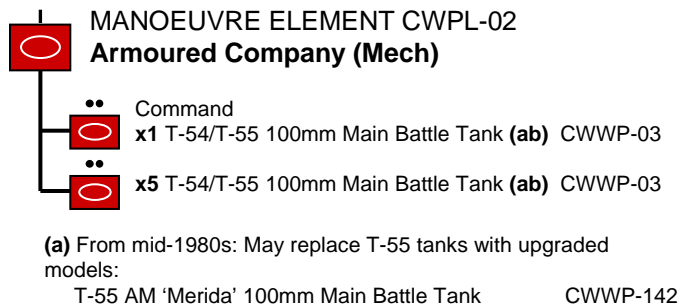 MANOEUVRE ELEMENT CWPL-02
Armoured Company (Mech)
Command
x1 T-54/T-55 100mm Main Battle Tank (ab) CWWP-03
x5 T-54/T-55 100mm Main Battle Tank (ab) CWWP-03
(a) From mid-1980s: May replace T-55 tanks with upgraded
models:
T-55 AM ‘Merida’ 100mm Main Battle Tank CWWP-142